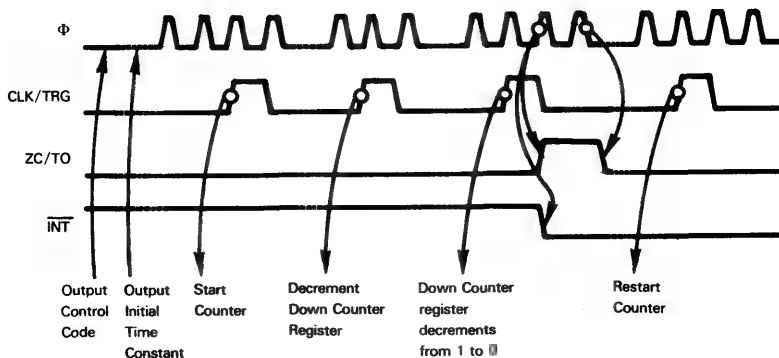 Φ
CLK/TRG
ZC/TO
INT
Output
Control
Code
Output
Initial
Time
Constant
Start
Counter
Decrement
Down Counter
Register
Down Counter
register
decrements
from 1 to
Restart
Counter